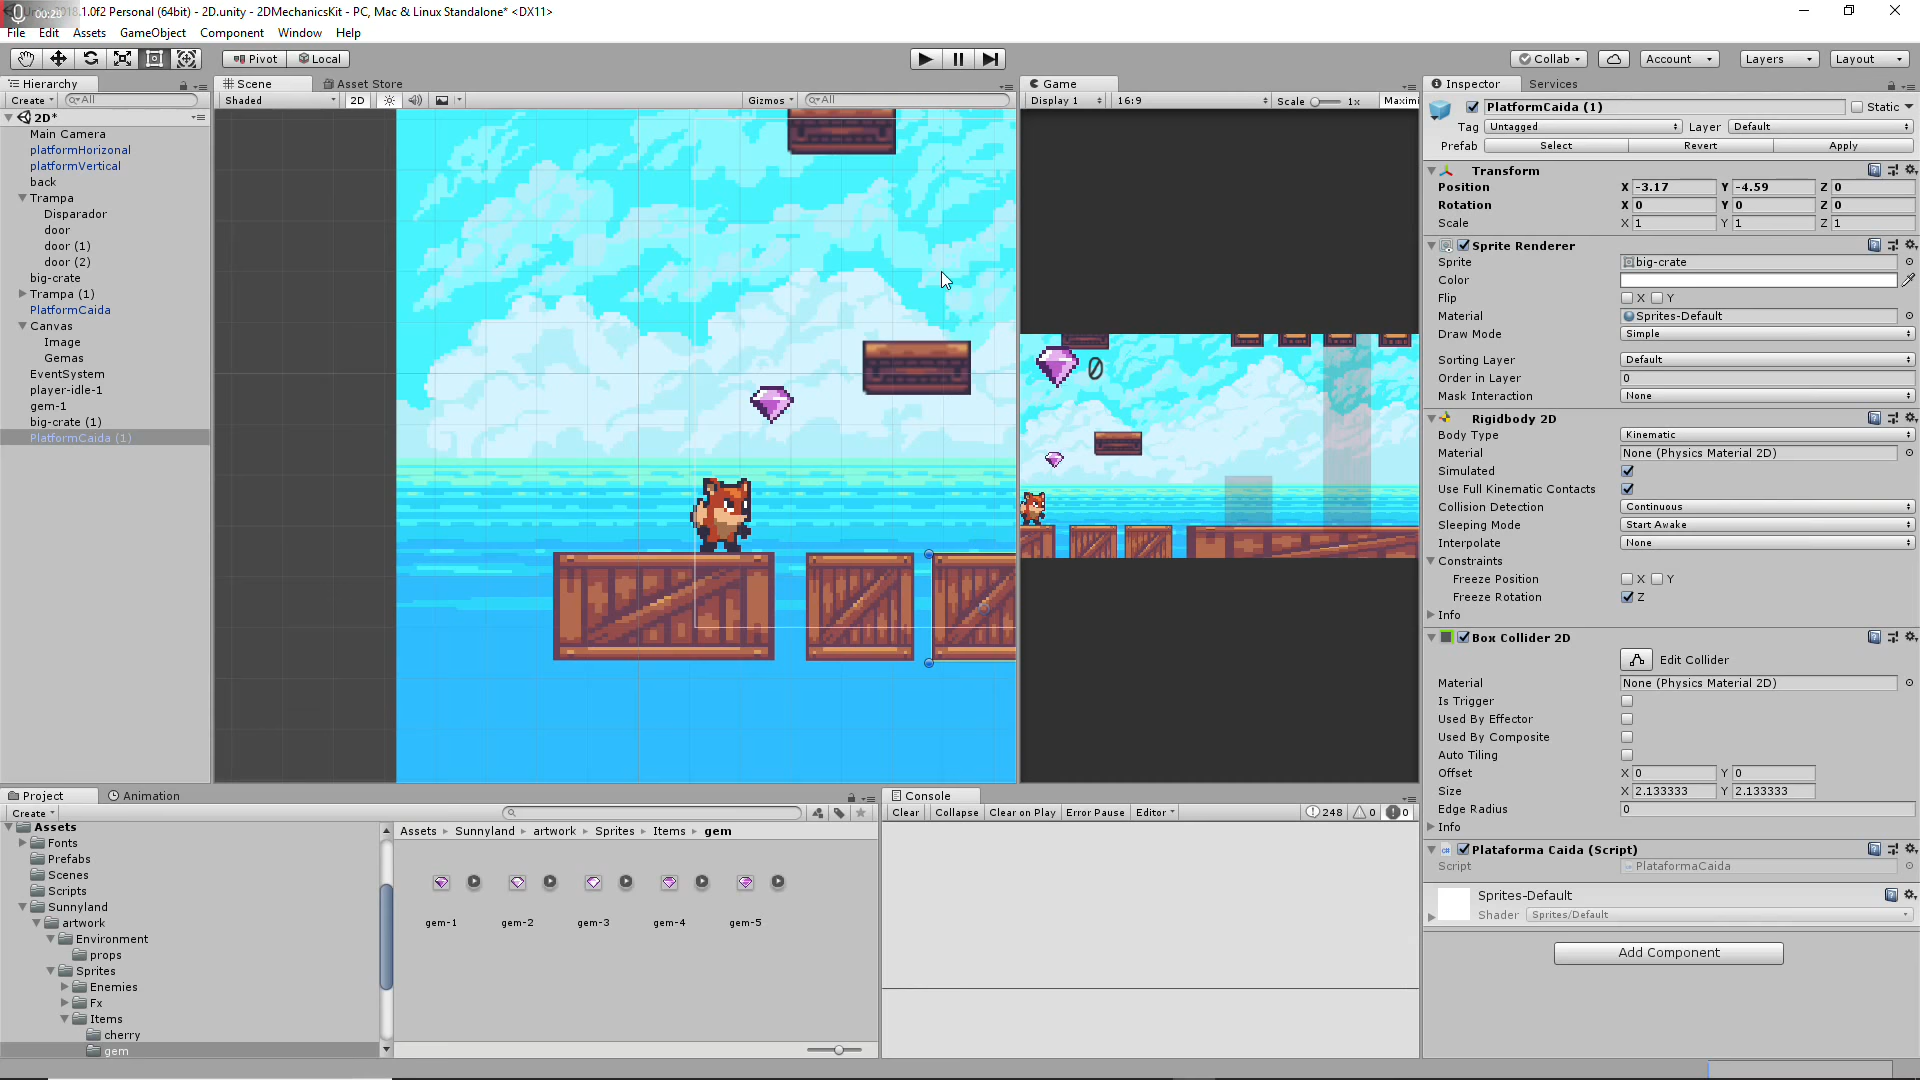 2018.1.0f2 Personal (64bit) - 2D.unity - 2DMechanicsKit - PC, Mac & Linux Standalone* <DX11>
00:29
File Edit Assets GameObject Component Window Help
Pivot Local Collab Account Layers Layout
Hierarchy
Create All
2D*
Main Camera
platformHorizonal
platformVertical
back
Trampa
Disparador
door
door (1)
door (2)
big-crate
Trampa (1)
PlatformCaida
Canvas
Image
Gemas
EventSystem
player-idle-1
gem-1
big-crate (1)
PlatformCaida (1)
Scene Asset Store
Shaded 2D Gizmos All
Game
Display 1 16:9 Scale 1x Maximi
0
Inspector Services
PlatformCaida (1) Static
Tag Untagged Layer Default
Prefab Select Revert Apply
Transform
Position X -3.17 Y -4.59 Z 0
Rotation X 0 Y 0 Z 0
Scale X 1 Y 1 Z 1
Sprite Renderer
Sprite big-crate
Color
Flip X Y
Material Sprites-Default
Draw Mode Simple
Sorting Layer Default
Order in Layer 0
Mask Interaction None
Rigidbody 2D
Body Type Kinematic
Material None (Physics Material 2D)
Simulated
Use Full Kinematic Contacts
Collision Detection Continuous
Sleeping Mode Start Awake
Interpolate None
Constraints
Freeze Position X Y
Freeze Rotation Z
Info
Box Collider 2D
Edit Collider
Material None (Physics Material 2D)
Is Trigger
Used By Effector
Used By Composite
Auto Tiling
Offset X 0 Y 0
Size X 2.133333 Y 2.133333
Edge Radius 0
Info
Plataforma Caida (Script)
Script PlataformaCaida
Sprites-Default
Shader Sprites/Default
Add Component
Project Animation
Create
Assets
Fonts
Prefabs
Scenes
Scripts
Sunnyland
artwork
Environment
props
Sprites
Enemies
Fx
Items
cherry
gem
Assets Sunnyland artwork Sprites Items gem
gem-1 gem-2 gem-3 gem-4 gem-5
Console
Clear Collapse Clear on Play Error Pause Editor 248 0 0